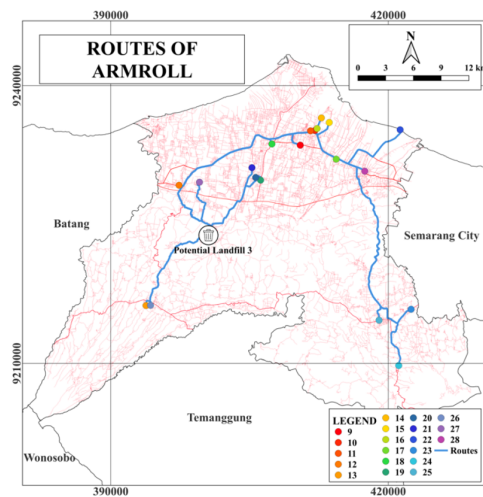 390000 420000
ROUTES OF
ARMROLL
N
0 3 6 9 12 km
9240000
Batang
Semarang City
Potential Landfill 3
9210000
Temanggung
Wonosobo
LEGEND
9
10
11
12
13
14
15
16
17
18
19
20
21
22
23
24
25
26
27
28
Routes
390000 420000